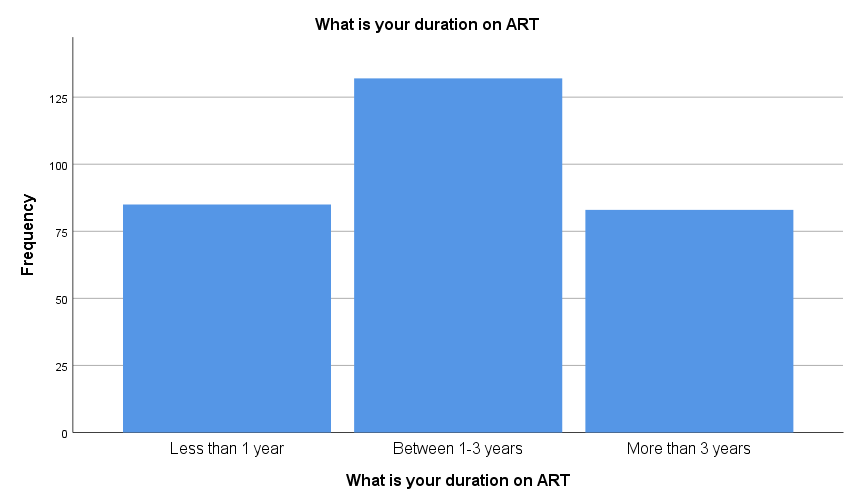 What is your duration on ART
125
100
75
50
25
0
Frequency
Less than 1 year
Between 1-3 years
More than 3 years
What is your duration on ART